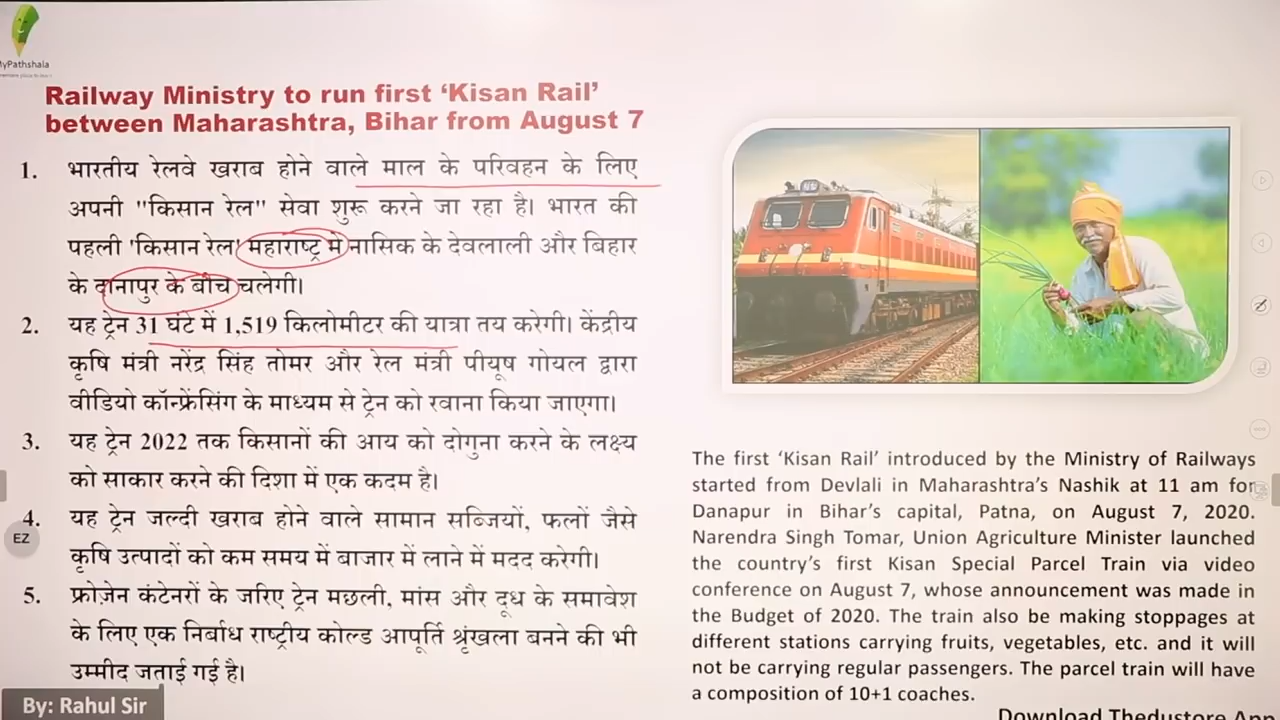 MyPathshala
Railway Ministry to run first ‘Kisan Rail’
between Maharashtra, Bihar from August 7
1. भारतीय रेलवे खराब होने वाले माल के परिवहन के लिए
अपनी "किसान रेल" सेवा शुरू करने जा रहा है। भारत की
पहली 'किसान रेल' महाराष्ट्र में नासिक के देवलाली और बिहार
के दानापुर के बीच चलेगी।
2. यह ट्रेन 31 घंटे में 1,519 किलोमीटर की यात्रा तय करेगी। केंद्रीय
कृषि मंत्री नरेंद्र सिंह तोमर और रेल मंत्री पीयूष गोयल द्वारा
वीडियो कॉन्फ्रेंसिंग के माध्यम से ट्रेन को रवाना किया जाएगा।
3. यह ट्रेन 2022 तक किसानों की आय को दोगुना करने के लक्ष्य
को साकार करने की दिशा में एक कदम है।
4. यह ट्रेन जल्दी खराब होने वाले सामान सब्जियों, फलों जैसे
कृषि उत्पादों को कम समय में बाजार में लाने में मदद करेगी।
EZ
5. फ्रोज़ेन कंटेनरों के जरिए ट्रेन मछली, मांस और दूध के समावेश
के लिए एक निर्बाध राष्ट्रीय कोल्ड आपूर्ति श्रृंखला बनने की भी
उम्मीद जताई गई है।
By: Rahul Sir
The first ‘Kisan Rail’ introduced by the Ministry of Railways
started from Devlali in Maharashtra’s Nashik at 11 am for
Danapur in Bihar’s capital, Patna, on August 7, 2020.
Narendra Singh Tomar, Union Agriculture Minister launched
the country’s first Kisan Special Parcel Train via video
conference on August 7, whose announcement was made in
the Budget of 2020. The train also be making stoppages at
different stations carrying fruits, vegetables, etc. and it will
not be carrying regular passengers. The parcel train will have
a composition of 10+1 coaches.
Download Thedustore App